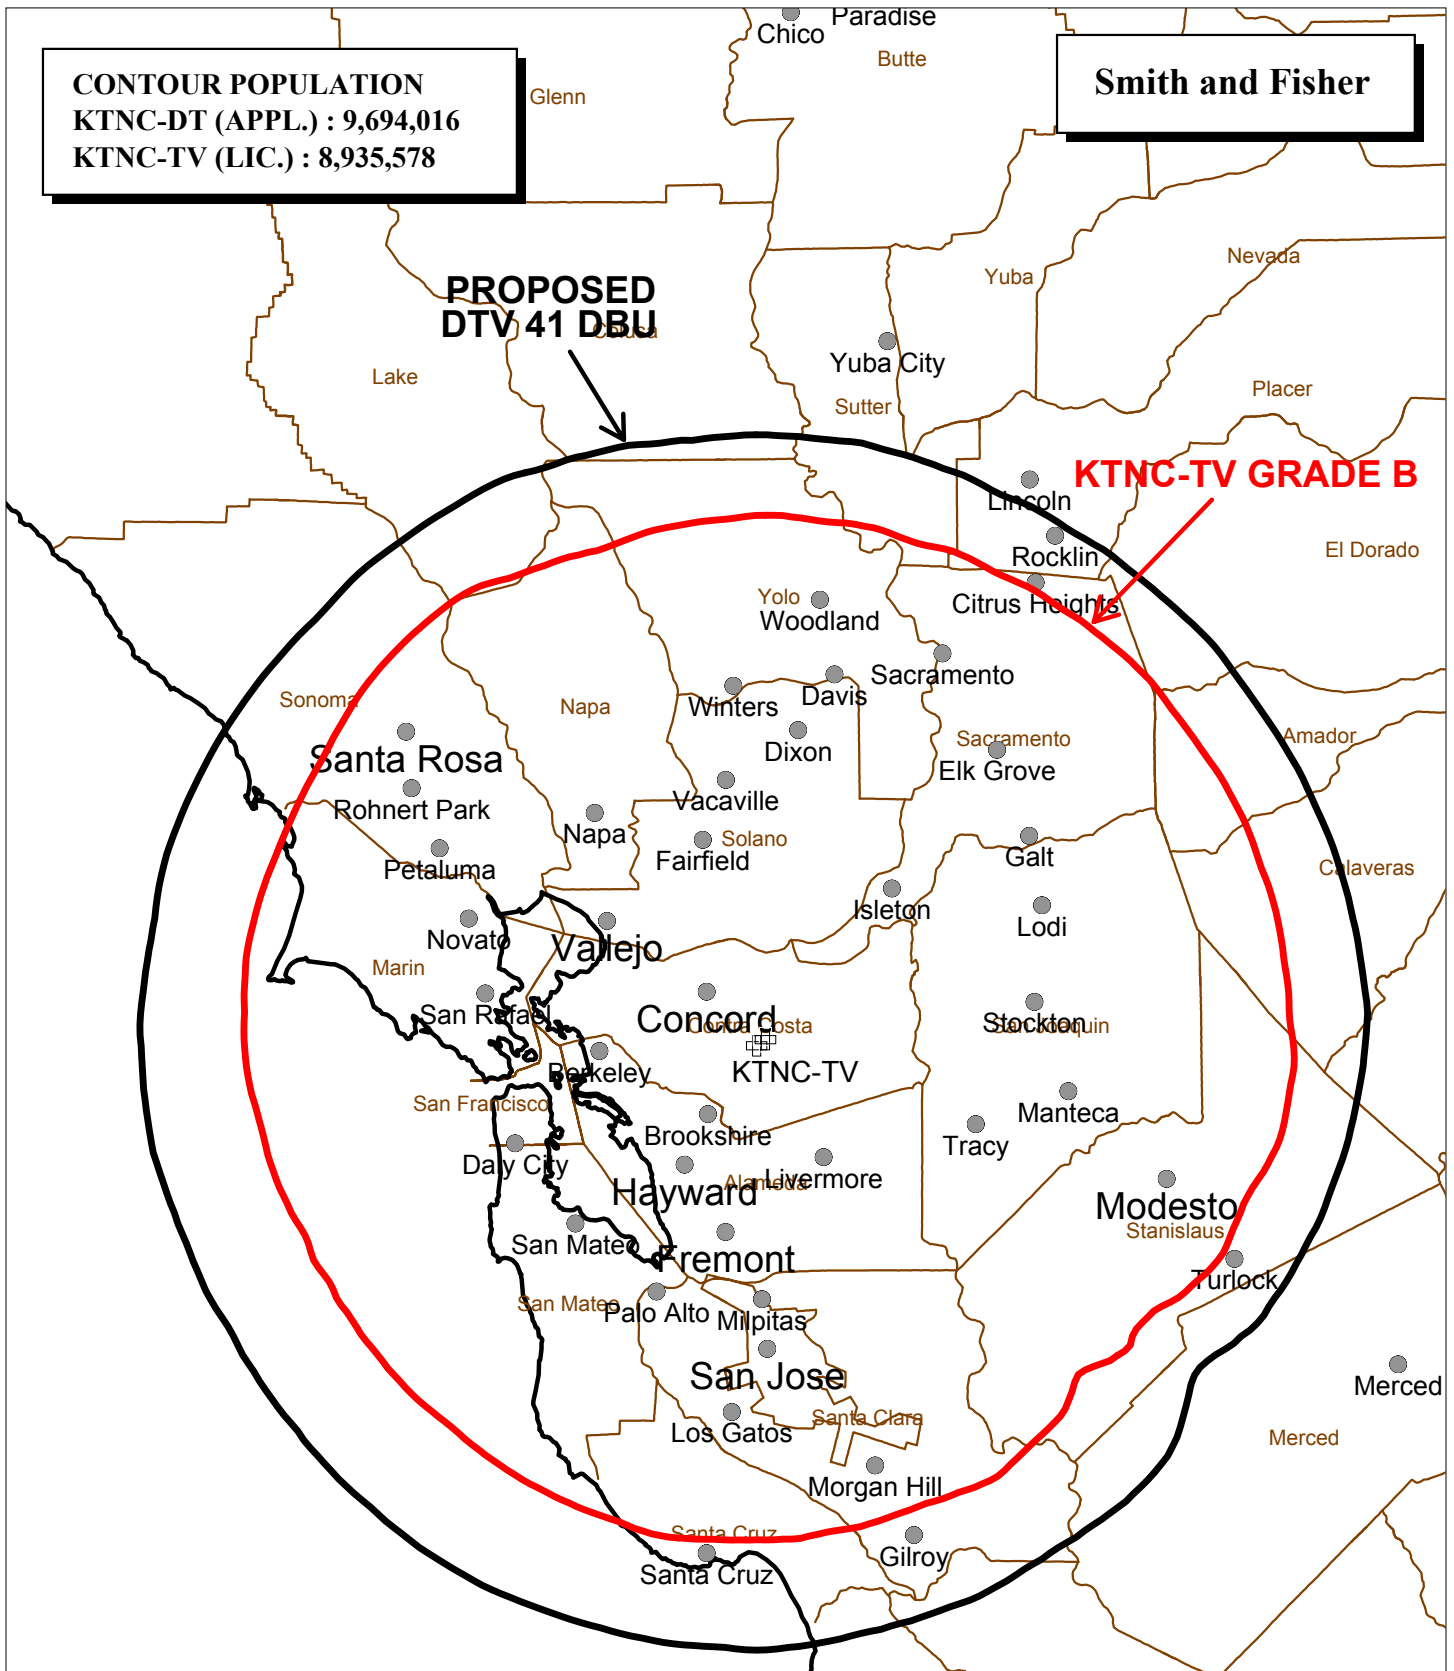 Paradise
Chico
Butte
CONTOUR POPULATION
KTNC-DT (APPL.) : 9,694,016
KTNC-TV (LIC.) : 8,935,578
Smith and Fisher
Glenn
Nevada
Yuba
PROPOSED
DTV 41 DBU
Colusa
Yuba City
Lake
Placer
Sutter
KTNC-TV GRADE B
Lincoln
Rocklin
El Dorado
Citrus Heights
Yolo
Woodland
Sacramento
Davis
Sonoma
Napa
Winters
Amador
Sacramento
Dixon
Santa Rosa
Elk Grove
Vacaville
Rohnert Park
Napa
Solano
Fairfield
Galt
Petaluma
Calaveras
Isleton
Lodi
Novato
Vallejo
Marin
San Rafael
Concord
Contra Costa
Stockton
San Joaquin
Berkeley
KTNC-TV
San Francisco
Manteca
Brookshire
Tracy
Daly City
Livermore
Alameda
Hayward
Modesto
Stanislaus
San Mateo
Fremont
Turlock
San Mateo
Palo Alto
Milpitas
San Jose
Merced
Santa Clara
Los Gatos
Merced
Morgan Hill
Santa Cruz
Gilroy
Santa Cruz